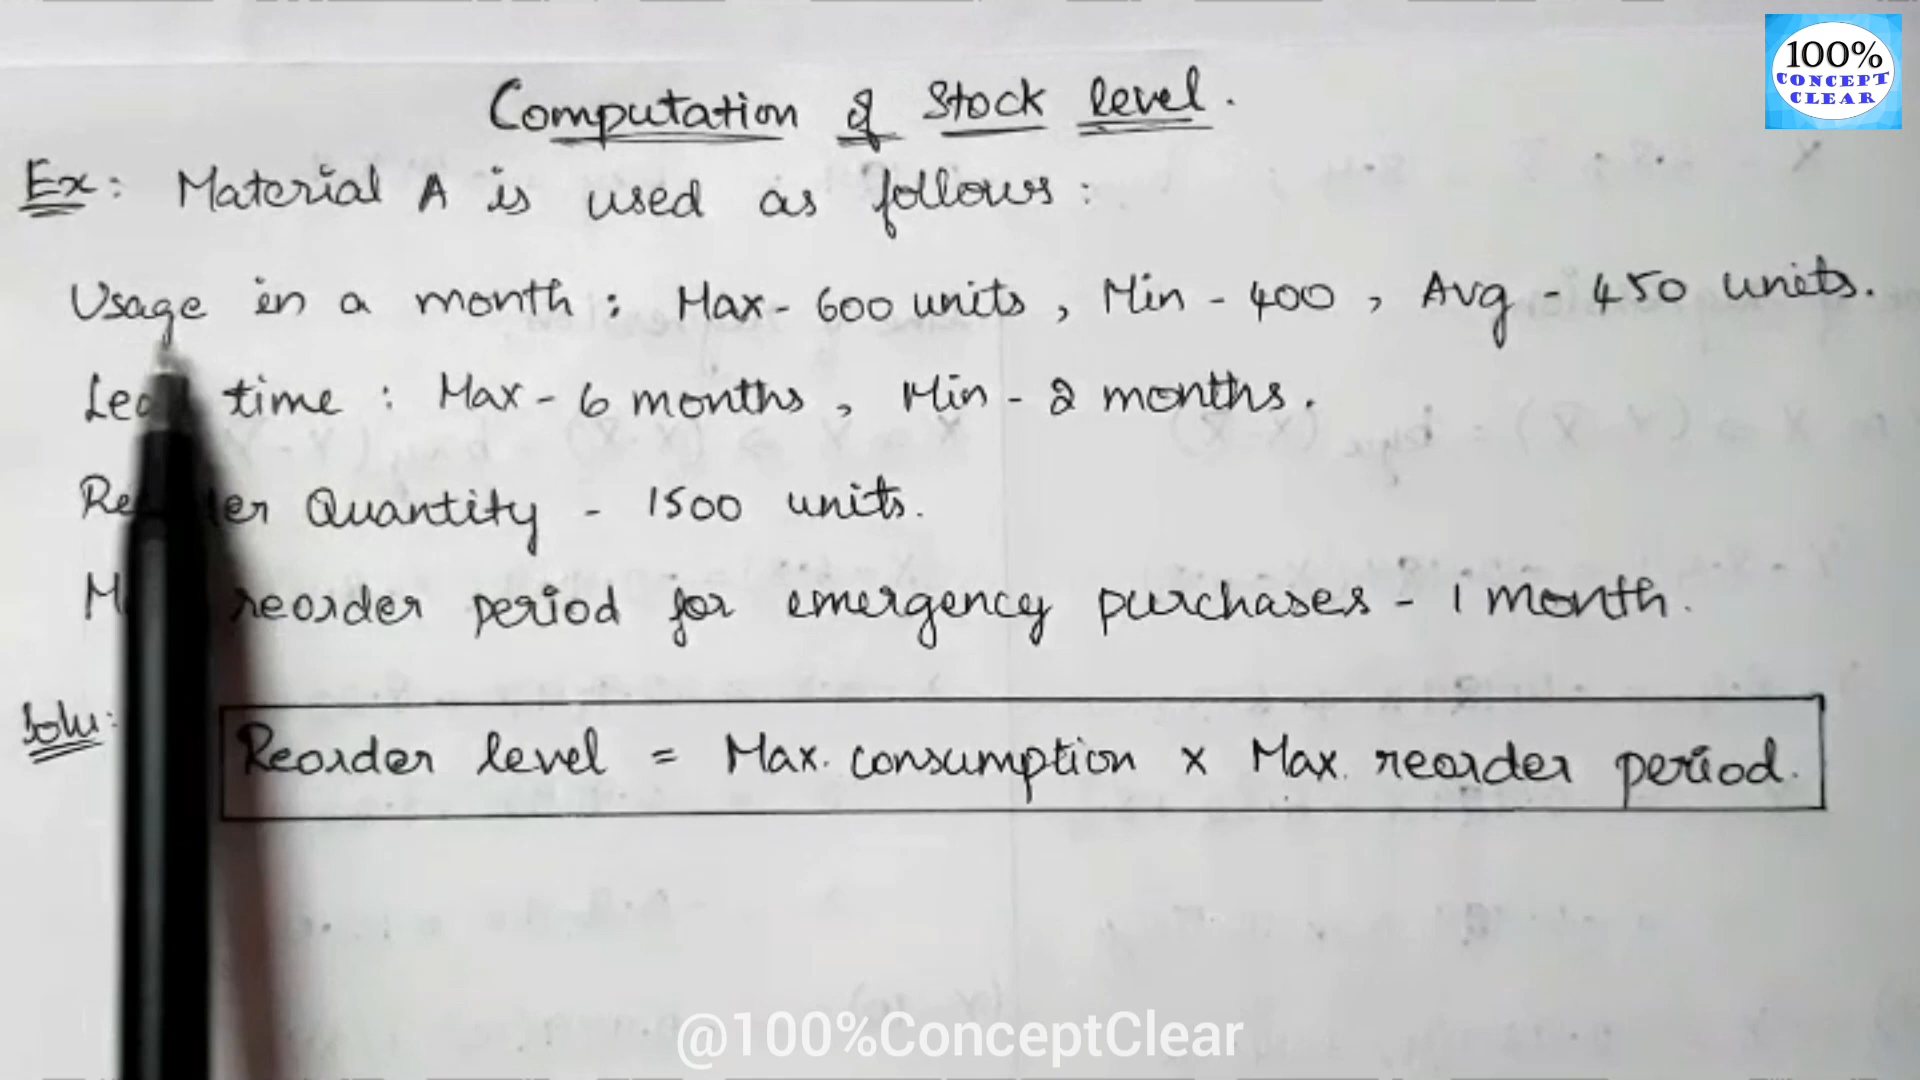 100%
CONCEPT
CLEAR
Computation of Stock level.
Ex: Material A is used as follows:
Usage in a month: Max - 600 units, Min - 400, Avg - 450 units.
time : Max - 6 months, Min - 2 months.
Quantity - 1500 units.
reorder period for emergency purchases - 1 month.
Solu:
Reorder level = Max. consumption x Max. reorder period.
@100%ConceptClear